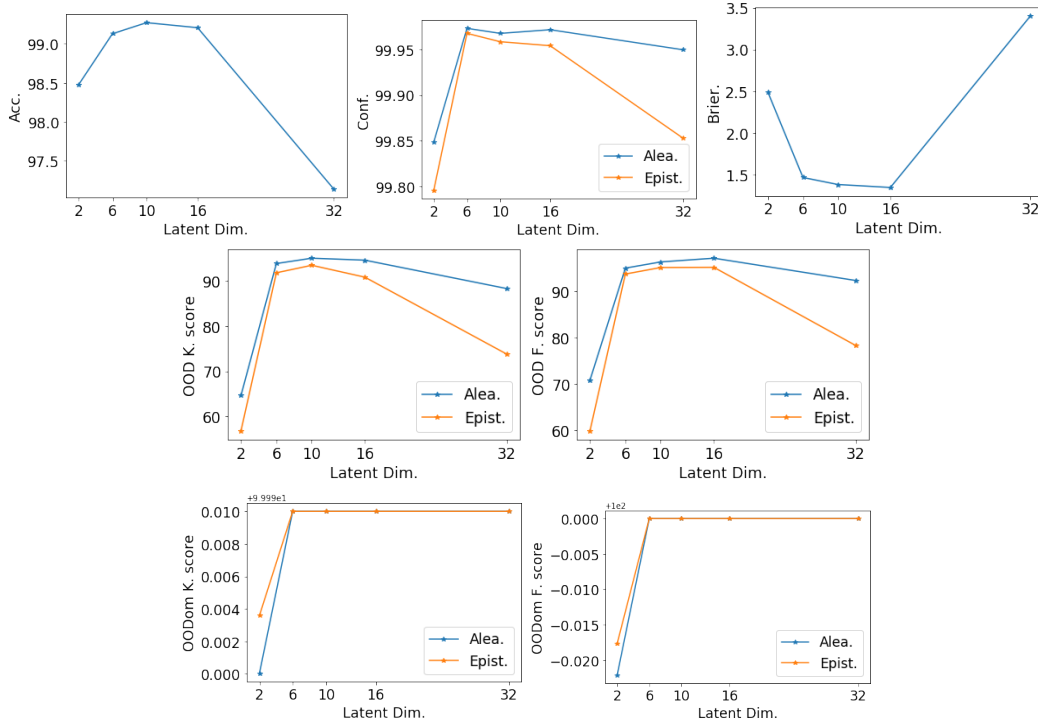 Acc.
99.0
98.5
98.0
97.5
2 6 10 16 32
Latent Dim.
Conf.
99.95
99.90
99.85
99.80
Alea.
Epist.
2 6 10 16 32
Latent Dim.
Brier.
3.5
3.0
2.5
2.0
1.5
2 6 10 16 32
Latent Dim.
OOD K. score
90
80
70
60
Alea.
Epist.
2 6 10 16 32
Latent Dim.
OOD F. score
90
80
70
60
Alea.
Epist.
2 6 10 16 32
Latent Dim.
+9.999e1
OODom K. score
0.010
0.008
0.006
0.004
0.002
0.000
Alea.
Epist.
2 6 10 16 32
Latent Dim.
+1e2
OODom F. score
0.000
−0.005
−0.010
−0.015
−0.020
Alea.
Epist.
2 6 10 16 32
Latent Dim.